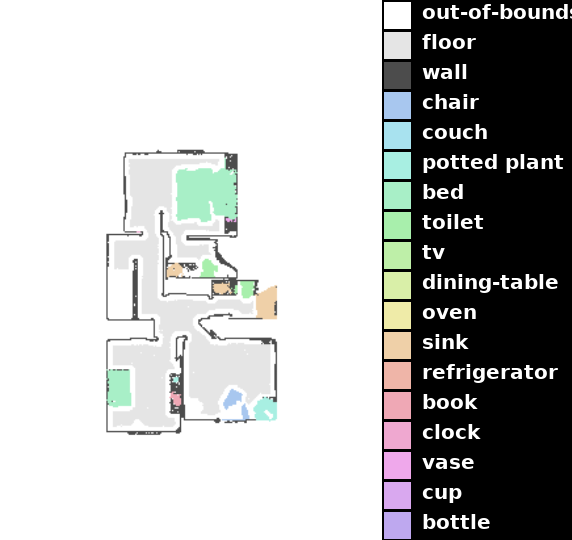 out-of-bounds
floor
wall
chair
couch
potted plant
bed
toilet
tv
dining-table
oven
sink
refrigerator
book
clock
vase
cup
bottle